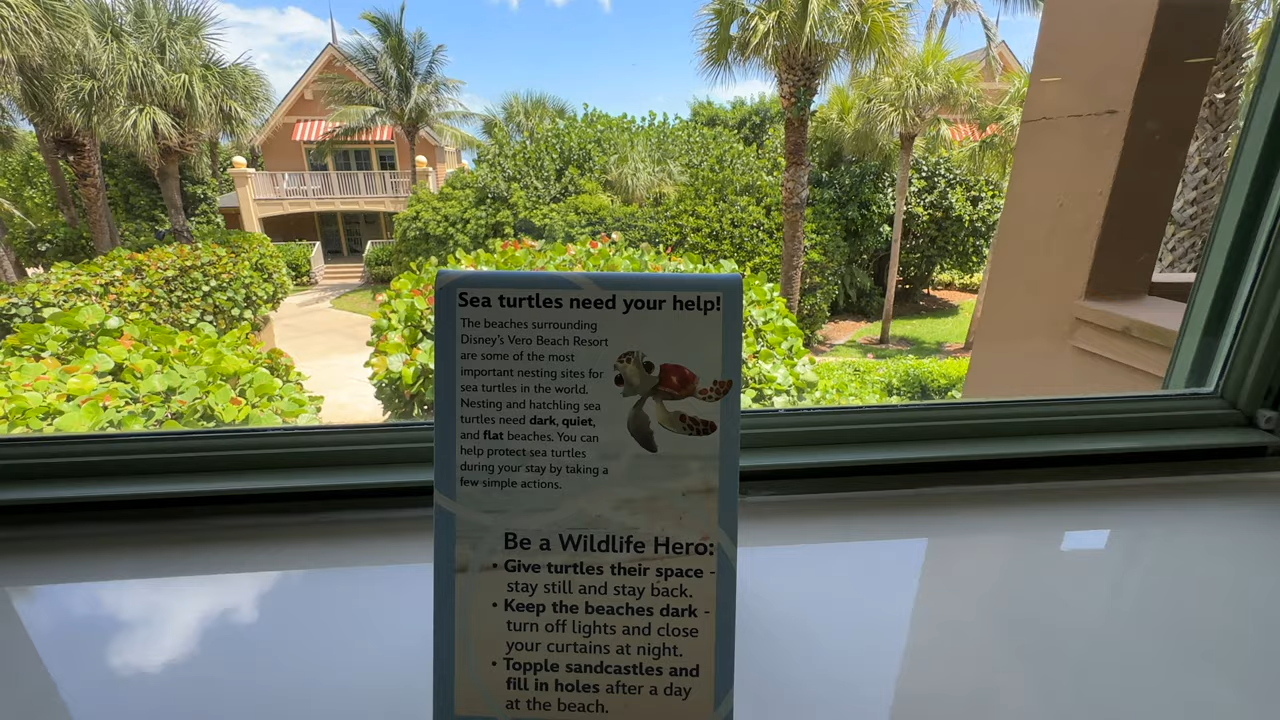 Sea turtles need your help!
The beaches surrounding
Disney's Vero Beach Resort
are some of the most
important nesting sites for
sea turtles in the world.
Nesting and hatchling sea
turtles need dark, quiet,
and flat beaches. You can
help protect sea turtles
during your stay by taking a
few simple actions.
Be a Wildlife Hero:
• Give turtles their space -
stay still and stay back.
• Keep the beaches dark -
turn off lights and close
your curtains at night.
• Topple sandcastles and
fill in holes after a day
at the beach.